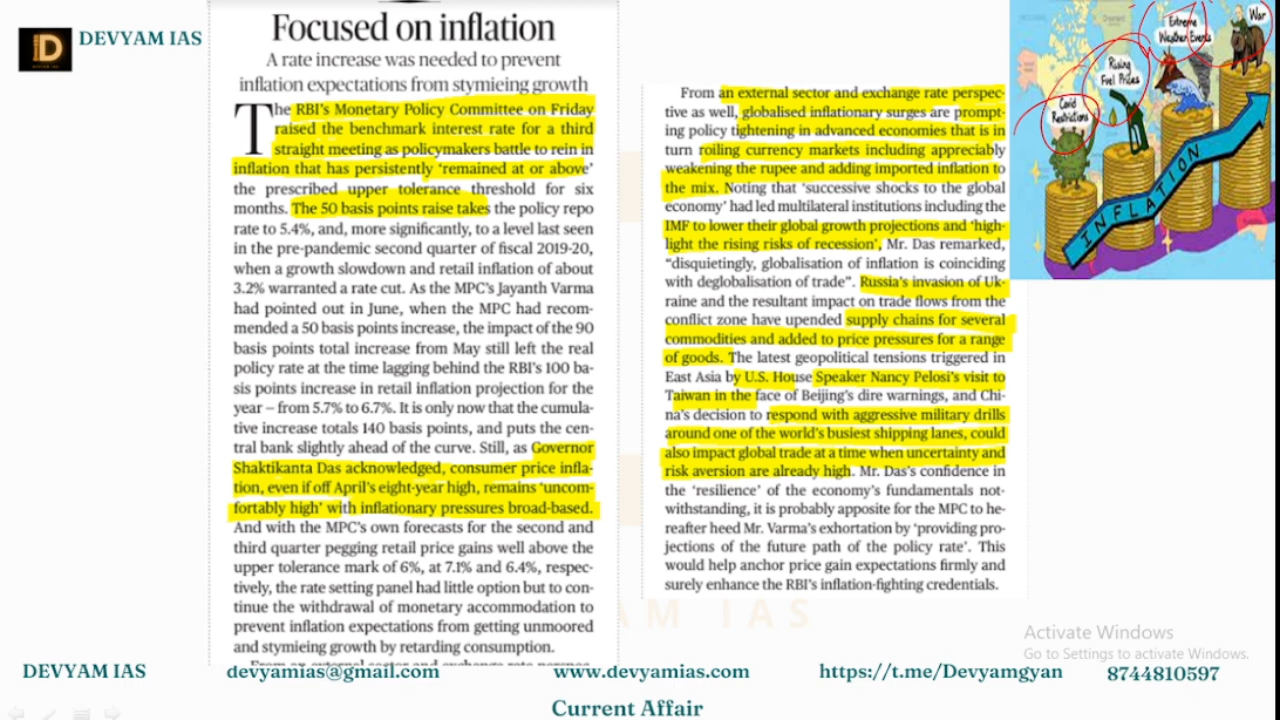 DEVYAM IAS
Focused on inflation
A rate increase was needed to prevent
inflation expectations from stymieing growth
The RBI's Monetary Policy Committee on Friday
raised the benchmark interest rate for a third
straight meeting as policymakers battle to rein in
inflation that has persistently 'remained at or above'
the prescribed upper tolerance threshold for six
months. The 50 basis points raise takes the policy repo
rate to 5.4%, and, more significantly, to a level last seen
in the pre-pandemic second quarter of fiscal 2019-20,
when a growth slowdown and retail inflation of about
3.2% warranted a rate cut. As the MPC's Jayanth Varma
had pointed out in June, when the MPC had recom-
mended a 50 basis points increase, the impact of the 90
basis points total increase from May still left the real
policy rate at the time lagging behind the RBI's 100 ba-
sis points increase in retail inflation projection for the
year – from 5.7% to 6.7%. It is only now that the cumula-
tive increase totals 140 basis points, and puts the cen-
tral bank slightly ahead of the curve. Still, as Governor
Shaktikanta Das acknowledged, consumer price infla-
tion, even if off April's eight-year high, remains 'uncom-
fortably high' with inflationary pressures broad-based.
And with the MPC's own forecasts for the second and
third quarter pegging retail price gains well above the
upper tolerance mark of 6%, at 7.1% and 6.4%, respec-
tively, the rate setting panel had little option but to con-
tinue the withdrawal of monetary accommodation to
prevent inflation expectations from getting unmoored
and stymieing growth by retarding consumption.
From an external sector and exchange rate perspec-
From an external sector and exchange rate perspec-
tive as well, globalised inflationary surges are prompt-
ing policy tightening in advanced economies that is in
turn roiling currency markets including appreciably
weakening the rupee and adding imported inflation to
the mix. Noting that 'successive shocks to the global
economy' had led multilateral institutions including the
IMF to lower their global growth projections and 'high-
light the rising risks of recession', Mr. Das remarked,
"disquietingly, globalisation of inflation is coinciding
with deglobalisation of trade". Russia's invasion of Uk-
raine and the resultant impact on trade flows from the
conflict zone have upended supply chains for several
commodities and added to price pressures for a range
of goods. The latest geopolitical tensions triggered in
East Asia by U.S. House Speaker Nancy Pelosi's visit to
Taiwan in the face of Beijing's dire warnings, and Chi-
na's decision to respond with aggressive military drills
around one of the world's busiest shipping lanes, could
also impact global trade at a time when uncertainty and
risk aversion are already high. Mr. Das's confidence in
the 'resilience' of the economy's fundamentals not-
withstanding, it is probably apposite for the MPC to he-
reafter heed Mr. Varma's exhortation by 'providing pro-
jections of the future path of the policy rate'. This
would help anchor price gain expectations firmly and
surely enhance the RBI's inflation-fighting credentials.
Covid
Restrictions
Rising
Fuel Prices
Extreme
Weather Events
War
INFLATION
AM IAS
Activate Windows
Go to Settings to activate Windows.
DEVYAM IAS
devyamias@gmail.com
www.devyamias.com
https://t.me/Devyamgyan
8744810597
Current Affair